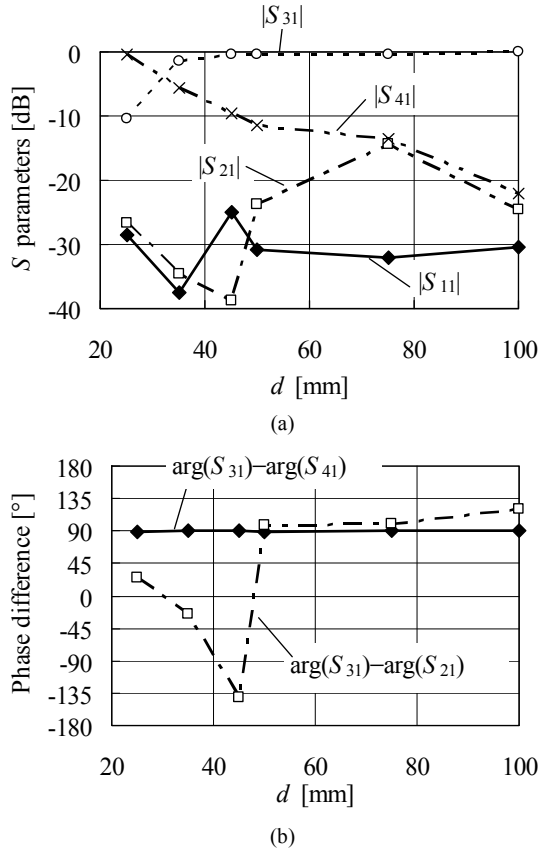 |S31|
0
-10
-20
-30
-40
S parameters [dB]
|S41|
|S21|
|S11|
20 40 60 80 100
d [mm]
(a)
180
135
90
45
0
-45
-90
-135
-180
Phase difference [°]
arg(S31)−arg(S41)
arg(S31)−arg(S21)
20 40 60 80 100
d [mm]
(b)